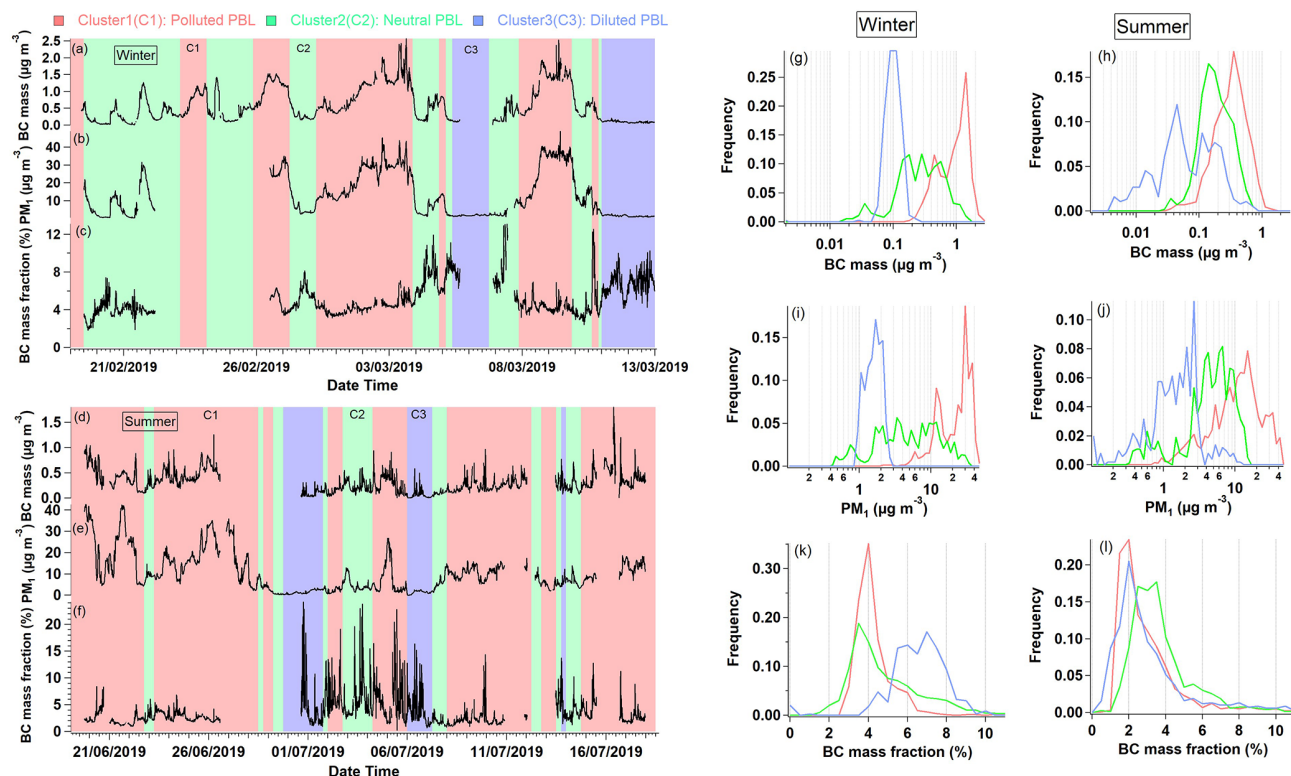 Cluster1(C1): Polluted PBL Cluster2(C2): Neutral PBL Cluster3(C3): Diluted PBL
(a) Winter C1 C2 C3
BC mass (µg m⁻³)
2.5
2.0
1.5
1.0
0.5
0.0
(b)
PM₁ (µg m⁻³)
40
30
20
10
0
(c)
BC mass fraction (%)
12
8
4
0
21/02/2019 26/02/2019 03/03/2019 08/03/2019 13/03/2019
Date Time
(d) Summer C1 C2 C3
BC mass (µg m⁻³)
1.5
1.0
0.5
0.0
(e)
PM₁ (µg m⁻³)
40
30
20
10
0
(f)
BC mass fraction (%)
20
15
10
5
0
21/06/2019 26/06/2019 01/07/2019 06/07/2019 11/07/2019 16/07/2019
Date Time
Winter
(g)
Frequency
0.25
0.20
0.15
0.10
0.05
0.00
0.01 0.1 1
BC mass (µg m⁻³)
Summer
(h)
Frequency
0.15
0.10
0.05
0.00
0.01 0.1 1
BC mass (µg m⁻³)
(i)
Frequency
0.15
0.10
0.05
0.00
2 4 6 1 2 4 6 10 2 4
PM₁ (µg m⁻³)
(j)
Frequency
0.10
0.08
0.06
0.04
0.02
0.00
2 4 6 1 2 4 6 10 2 4
PM₁ (µg m⁻³)
(k)
Frequency
0.30
0.20
0.10
0.00
0 2 4 6 8 10
BC mass fraction (%)
(l)
Frequency
0.20
0.15
0.10
0.05
0.00
0 2 4 6 8 10
BC mass fraction (%)